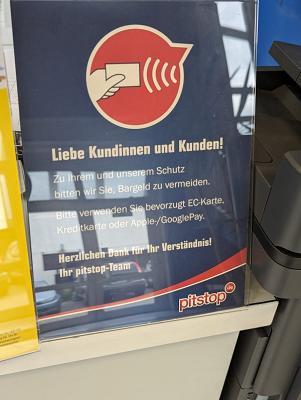 Liebe Kundinnen und Kunden!
Zu Ihrem und unserem Schutz
bitten wir Sie, Bargeld zu vermeiden.
Bitte verwenden Sie bevorzugt EC-Karte,
Kreditkarte oder Apple-/GooglePay.
Herzlichen Dank für Ihr Verständnis!
Ihr pitstop-Team
pitstop.de